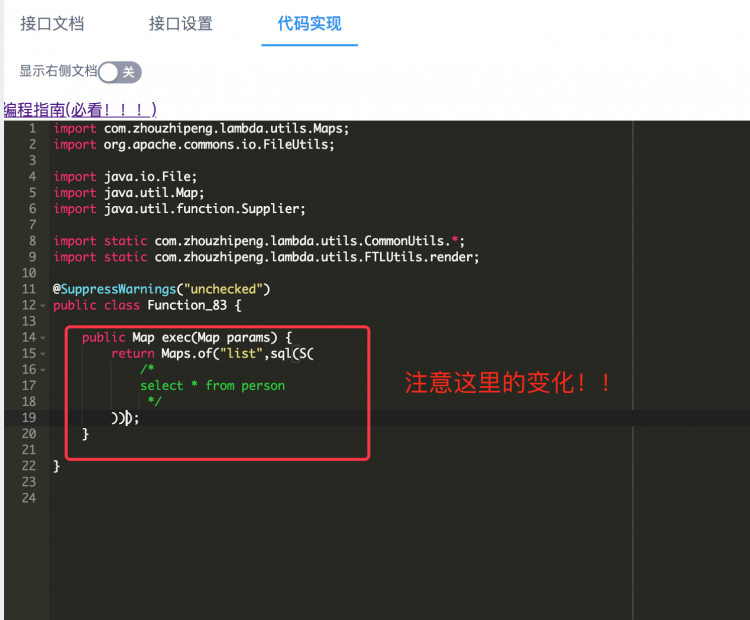 接口文档 接口设置 代码实现
显示右侧文档 关
编程指南(必看！！！)
1 import com.zhouzhipeng.lambda.utils.Maps;
2 import org.apache.commons.io.FileUtils;
3
4 import java.io.File;
5 import java.util.Map;
6 import java.util.function.Supplier;
7
8 import static com.zhouzhipeng.lambda.utils.CommonUtils.*;
9 import static com.zhouzhipeng.lambda.utils.FTLUtils.render;
10
11 @SuppressWarnings("unchecked")
12 public class Function_83 {
13
14 public Map exec(Map params) {
15 return Maps.of("list",sql(S(
16 /*
17 select * from person
18 */
19 )));
20 }
21
22 }
23
24
注意这里的变化！！